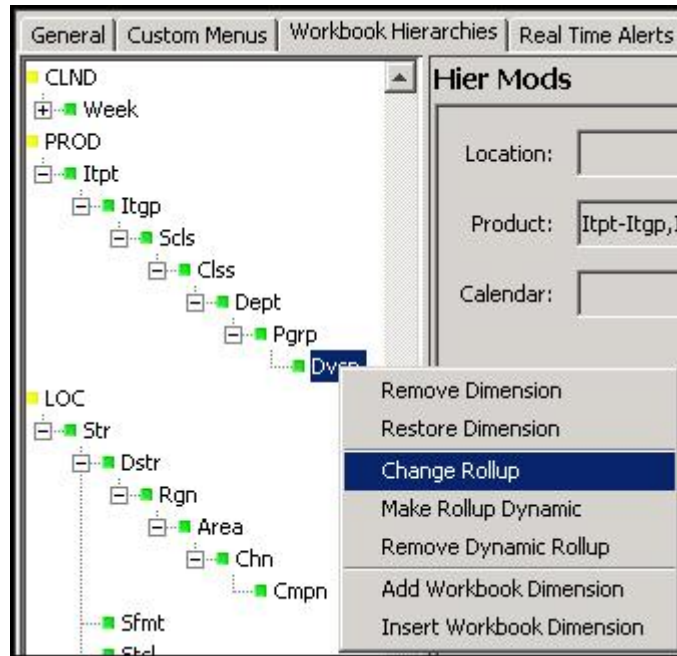 General Custom Menus Workbook Hierarchies Real Time Alerts
CLND
Week
PROD
Itpt
Itgp
Scls
Clss
Dept
Pgrp
LOC
Str
Dstr
Rgn
Area
Chn
Cmpn
Sfmt
Hier Mods
Location:
Product: Itpt-Itgp,
Calendar:
Remove Dimension
Restore Dimension
Change Rollup
Make Rollup Dynamic
Remove Dynamic Rollup
Add Workbook Dimension
Insert Workbook Dimension